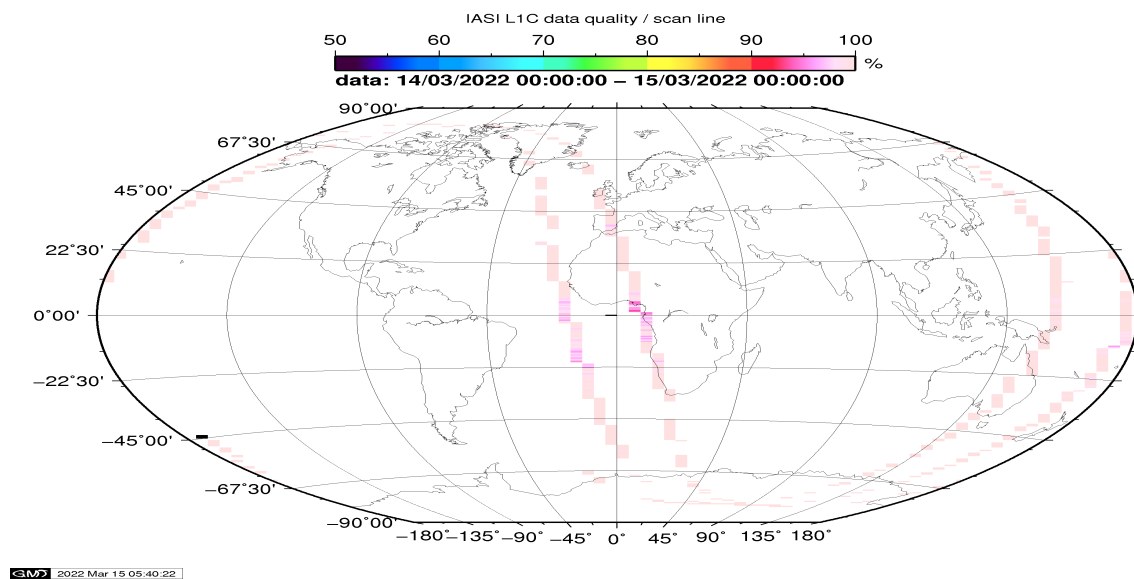 IASI L1C data quality / scan line
50 60 70 80 90 100
%
data: 14/03/2022 00:00:00 – 15/03/2022 00:00:00
90°00'
67°30'
45°00'
22°30'
0°00'
−22°30'
−45°00'
−67°30'
−90°00'
−180° −135° −90° −45° 0° 45° 90° 135° 180°
GMD 2022 Mar 15 05:40:22